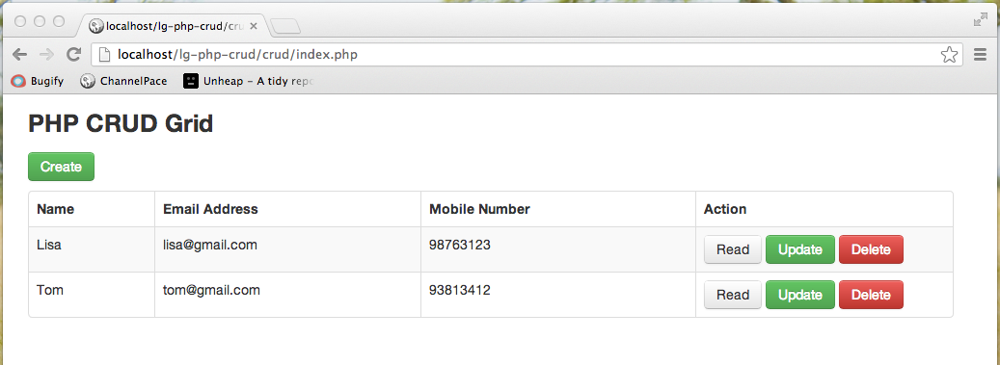 localhost/lg-php-crud/crud
localhost/lg-php-crud/crud/index.php
Bugify ChannelPace Unheap – A tidy repo
PHP CRUD Grid
Create
Name Email Address Mobile Number Action
Lisa lisa@gmail.com 98763123 Read Update Delete
Tom tom@gmail.com 93813412 Read Update Delete